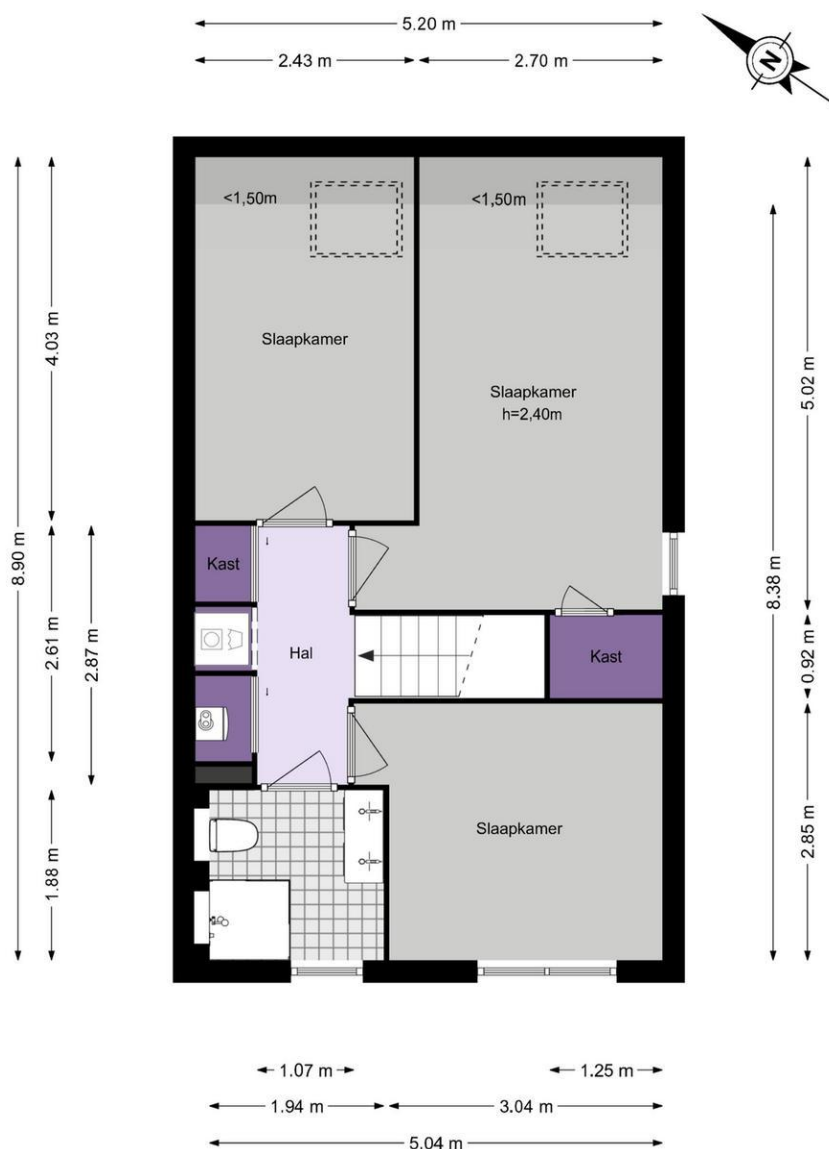 5.20 m
2.43 m
2.70 m
N
<1,50m
<1,50m
4.03 m
Slaapkamer
Slaapkamer
h=2,40m
5.02 m
8.90 m
8.38 m
Kast
2.61 m
2.87 m
Hal
Kast
0.92 m
Slaapkamer
2.85 m
1.88 m
1.07 m
1.25 m
1.94 m
3.04 m
5.04 m